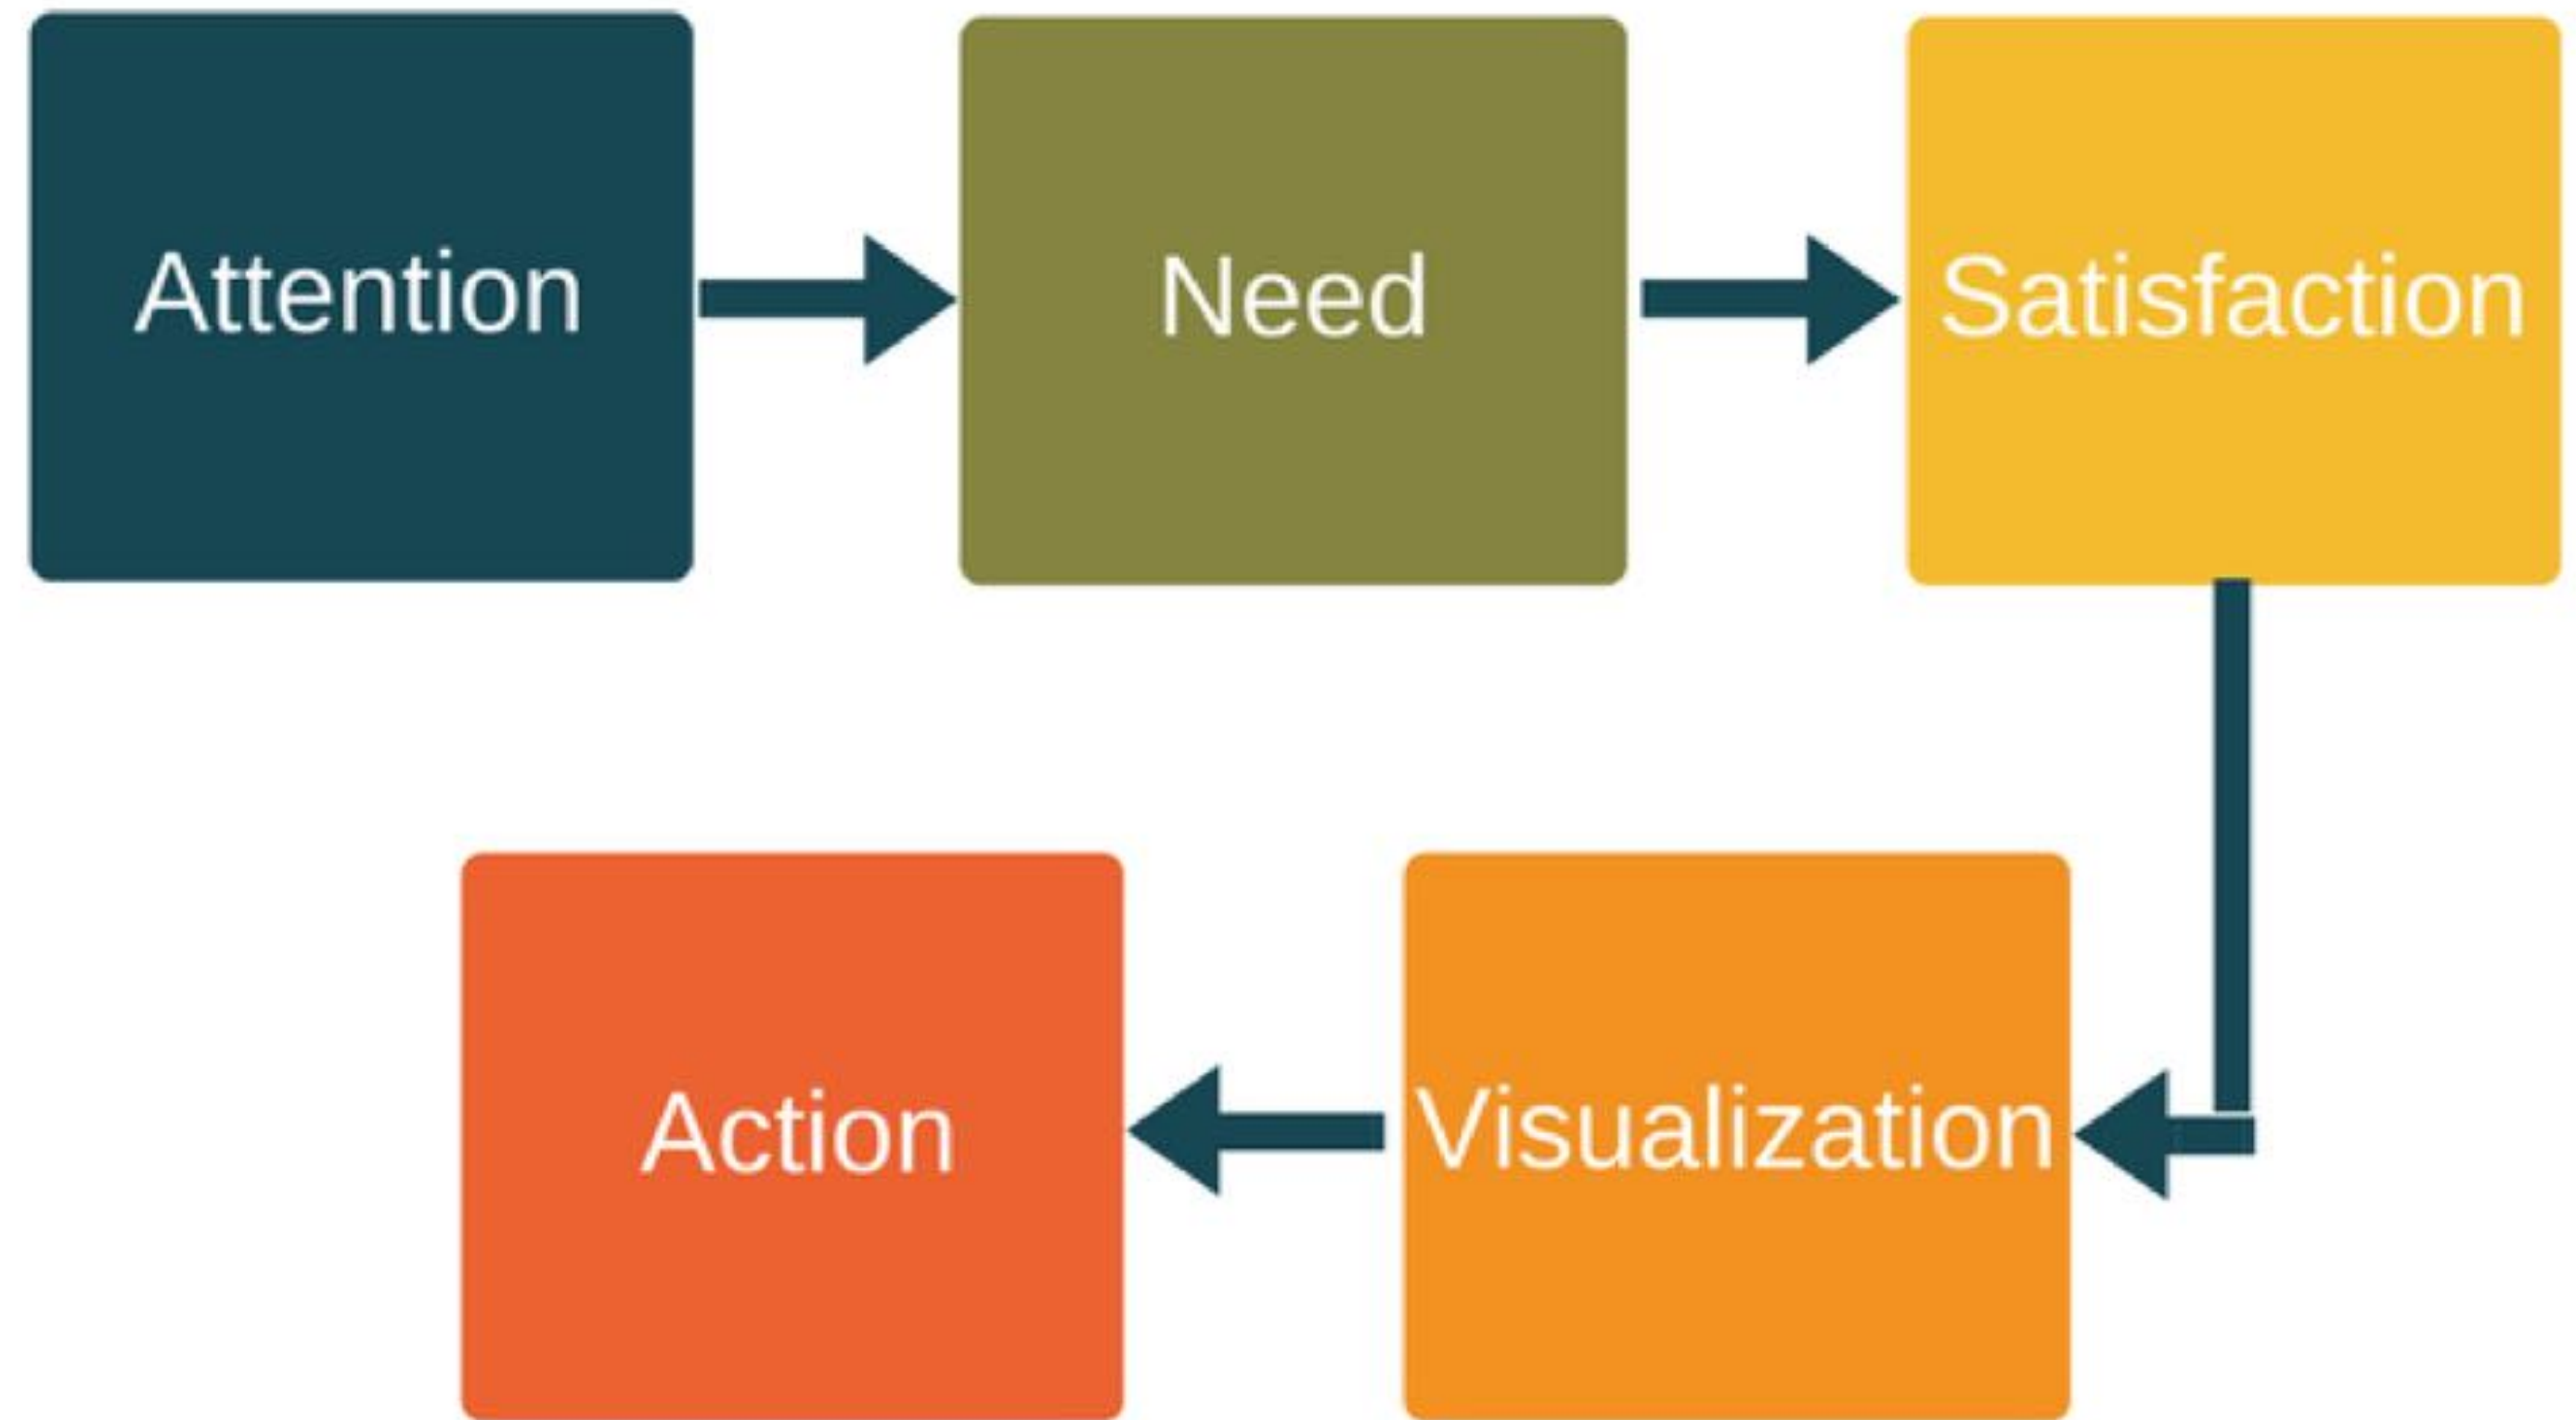 Attention
Need
Satisfaction
Visualization
Action